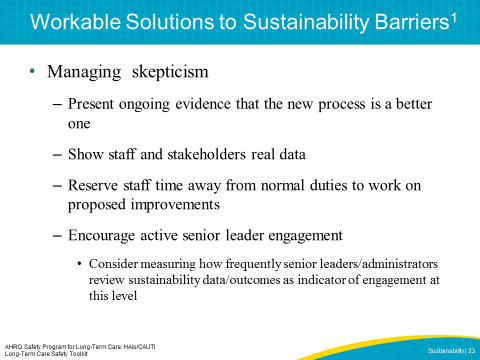 Workable Solutions to Sustainability Barriers1
• Managing skepticism
– Present ongoing evidence that the new process is a better
one
– Show staff and stakeholders real data
– Reserve staff time away from normal duties to work on
proposed improvements
– Encourage active senior leader engagement
• Consider measuring how frequently senior leaders/administrators
review sustainability data/outcomes as indicator of engagement at
this level
AHRQ Safety Program for Long-Term Care: HAIs/CAUTI
Long-Term Care Safety Toolkit
Sustainability | 23